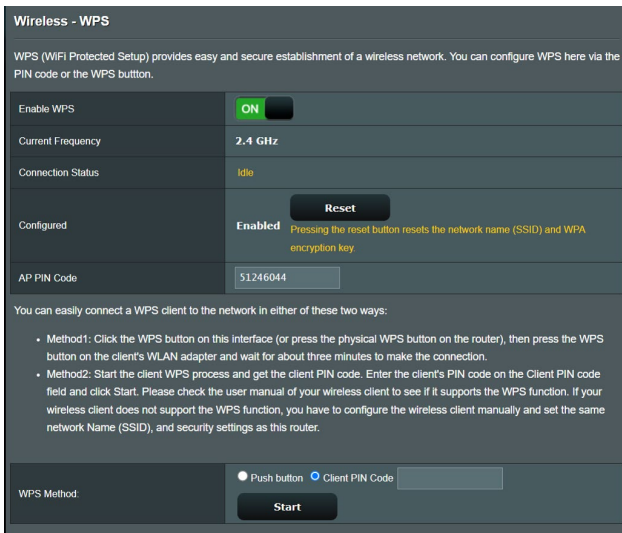 Wireless - WPS
WPS (WiFi Protected Setup) provides easy and secure establishment of a wireless network. You can configure WPS here via the
PIN code or the WPS buttton.
Enable WPS
ON
Current Frequency
2.4 GHz
Connection Status
Idle
Configured
Enabled
Reset
Pressing the reset button resets the network name (SSID) and WPA
encryption key.
AP PIN Code
51246044
You can easily connect a WPS client to the network in either of these two ways:
• Method1: Click the WPS button on this interface (or press the physical WPS button on the router), then press the WPS
button on the client's WLAN adapter and wait for about three minutes to make the connection.
• Method2: Start the client WPS process and get the client PIN code. Enter the client's PIN code on the Client PIN code
field and click Start. Please check the user manual of your wireless client to see if it supports the WPS function. If your
wireless client does not support the WPS function, you have to configure the wireless client manually and set the same
network Name (SSID), and security settings as this router.
WPS Method:
Push button Client PIN Code
Start